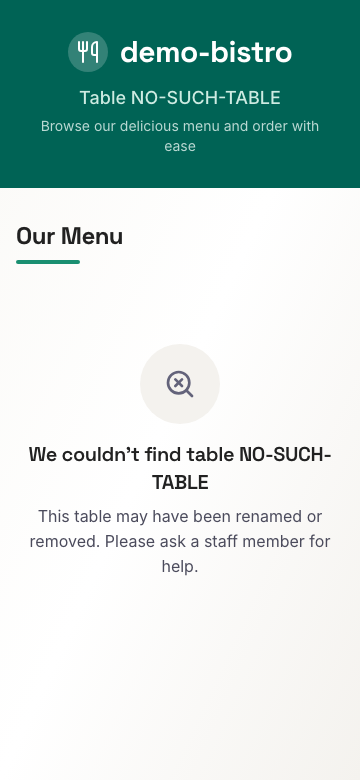 demo-bistro
Table NO-SUCH-TABLE
Browse our delicious menu and order with
ease
Our Menu
We couldn't find table NO-SUCH-
TABLE
This table may have been renamed or
removed. Please ask a staff member for
help.